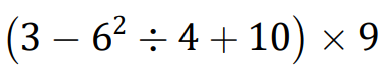 (3 − 6² ÷ 4 + 10) × 9